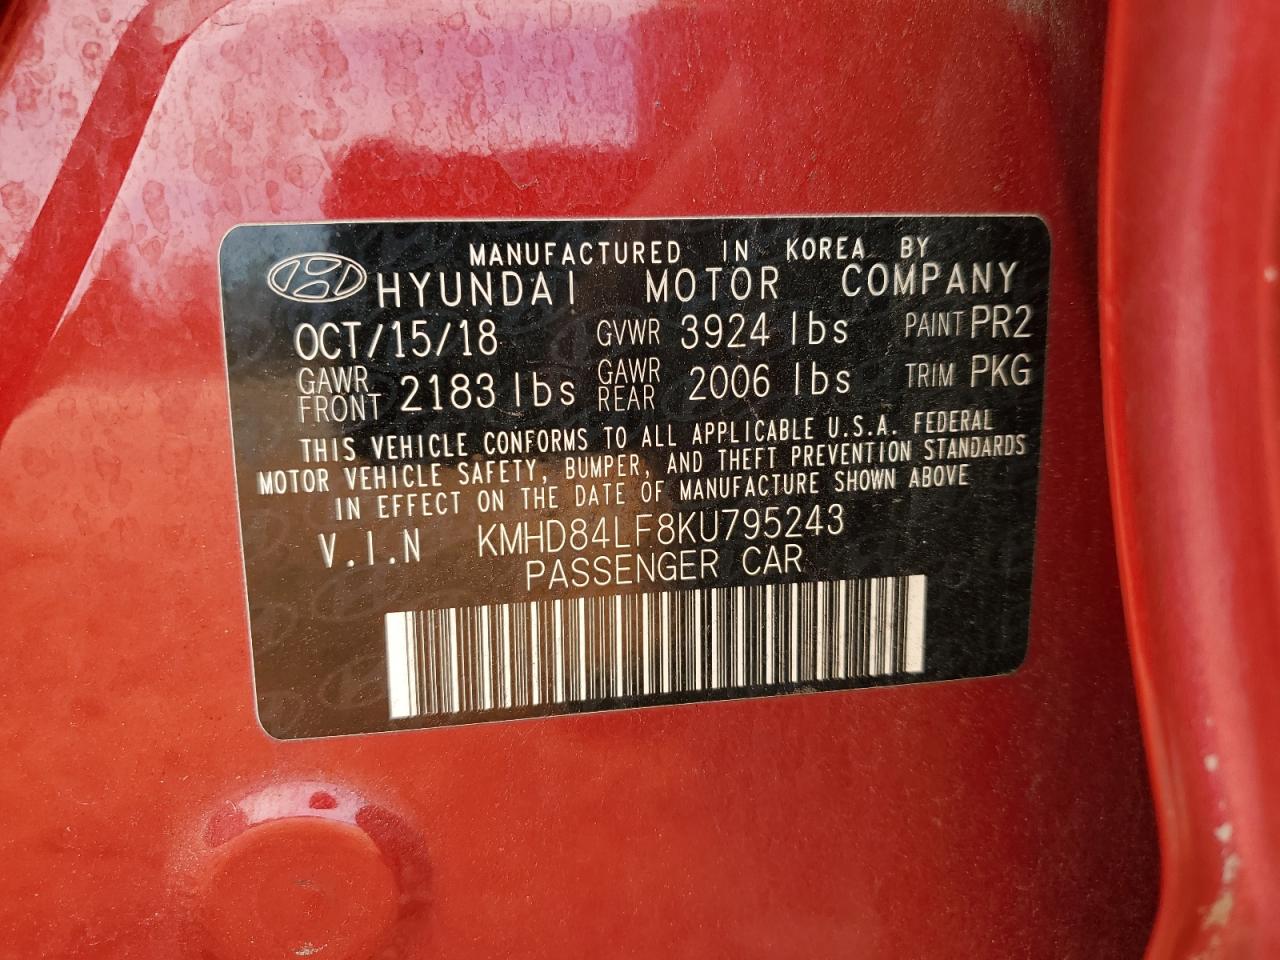 MANUFACTURED IN KOREA BY
HYUNDAI MOTOR COMPANY
OCT/15/18 GVWR 3924 lbs PAINT PR2
GAWR FRONT 2183 lbs GAWR REAR 2006 lbs TRIM PKG
THIS VEHICLE CONFORMS TO ALL APPLICABLE U.S.A. FEDERAL
MOTOR VEHICLE SAFETY, BUMPER, AND THEFT PREVENTION STANDARDS
IN EFFECT ON THE DATE OF MANUFACTURE SHOWN ABOVE
V.I.N KMHD84LF8KU795243
PASSENGER CAR